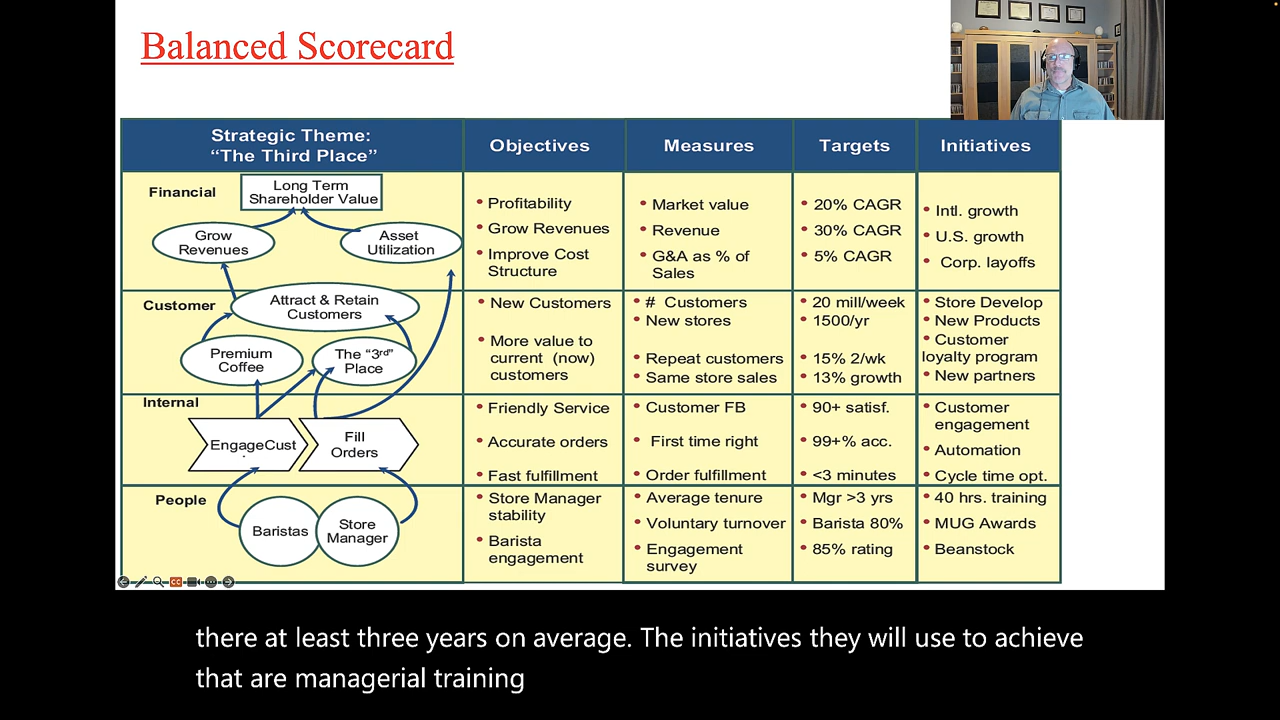 Balanced Scorecard
Strategic Theme:
“The Third Place”
Objectives
Measures
Targets
Initiatives
Financial
Long Term
Shareholder Value
Grow
Revenues
Asset
Utilization
• Profitability
• Grow Revenues
• Improve Cost
Structure
• Market value
• Revenue
• G&A as % of
Sales
• 20% CAGR
• 30% CAGR
• 5% CAGR
• Intl. growth
• U.S. growth
• Corp. layoffs
Customer
Attract & Retain
Customers
Premium
Coffee
The “3rd”
Place
• New Customers
• More value to
current (now)
customers
• # Customers
• New stores
• Repeat customers
• Same store sales
• 20 mill/week
• 1500/yr
• 15% 2/wk
• 13% growth
• Store Develop
• New Products
• Customer
loyalty program
• New partners
Internal
EngageCust
.
Fill
Orders
• Friendly Service
• Accurate orders
• Fast fulfillment
• Customer FB
• First time right
• Order fulfillment
• 90+ satisf.
• 99+% acc.
• <3 minutes
• Customer
engagement
• Automation
• Cycle time opt.
People
Baristas
Store
Manager
• Store Manager
stability
• Barista
engagement
• Average tenure
• Voluntary turnover
• Engagement
survey
• Mgr >3 yrs
• Barista 80%
• 85% rating
• 40 hrs. training
• MUG Awards
• Beanstock
there at least three years on average. The initiatives they will use to achieve
that are managerial training